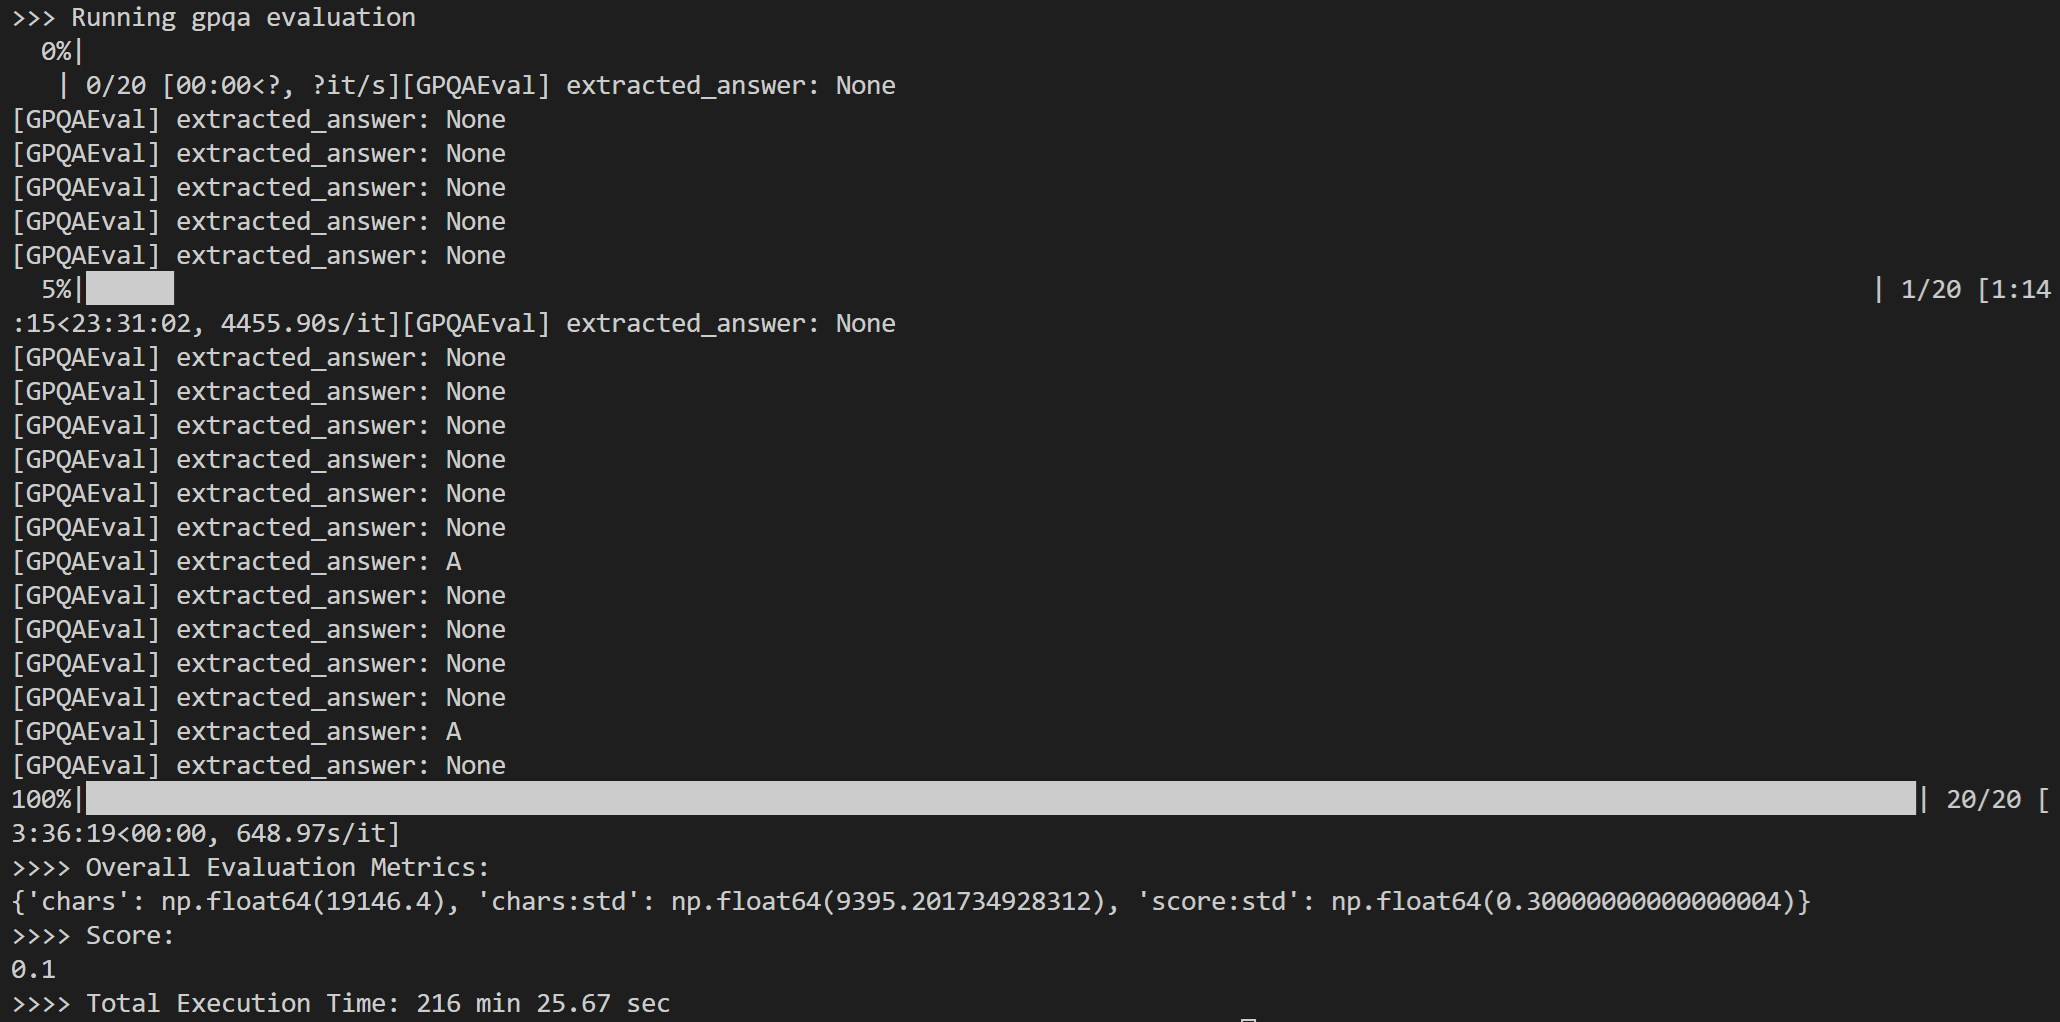 >>> Running gpqa evaluation
  0%|
   | 0/20 [00:00<?, ?it/s][GPQAEval] extracted_answer: None
[GPQAEval] extracted_answer: None
[GPQAEval] extracted_answer: None
[GPQAEval] extracted_answer: None
[GPQAEval] extracted_answer: None
[GPQAEval] extracted_answer: None
  5%|██████ | 1/20 [1:14
:15<23:31:02, 4455.90s/it][GPQAEval] extracted_answer: None
[GPQAEval] extracted_answer: None
[GPQAEval] extracted_answer: None
[GPQAEval] extracted_answer: None
[GPQAEval] extracted_answer: None
[GPQAEval] extracted_answer: None
[GPQAEval] extracted_answer: None
[GPQAEval] extracted_answer: A
[GPQAEval] extracted_answer: None
[GPQAEval] extracted_answer: None
[GPQAEval] extracted_answer: None
[GPQAEval] extracted_answer: None
[GPQAEval] extracted_answer: A
[GPQAEval] extracted_answer: None
100%|██████████| 20/20 [
3:36:19<00:00, 648.97s/it]
>>>> Overall Evaluation Metrics:
{'chars': np.float64(19146.4), 'chars:std': np.float64(9395.201734928312), 'score:std': np.float64(0.30000000000000004)}
>>>> Score:
0.1
>>>> Total Execution Time: 216 min 25.67 sec